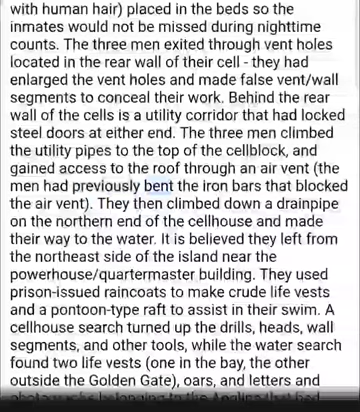 with human hair) placed in the beds so the
inmates would not be missed during nighttime
counts. The three men exited through vent holes
located in the rear wall of their cell - they had
enlarged the vent holes and made false vent/wall
segments to conceal their work. Behind the rear
wall of the cells is a utility corridor that had locked
steel doors at either end. The three men climbed
the utility pipes to the top of the cellblock, and
gained access to the roof through an air vent (the
men had previously bent the iron bars that blocked
the air vent). They then climbed down a drainpipe
on the northern end of the cellhouse and made
their way to the water. It is believed they left from
the northeast side of the island near the
powerhouse/quartermaster building. They used
prison-issued raincoats to make crude life vests
and a pontoon-type raft to assist in their swim. A
cellhouse search turned up the drills, heads, wall
segments, and other tools, while the water search
found two life vests (one in the bay, the other
outside the Golden Gate), oars, and letters and